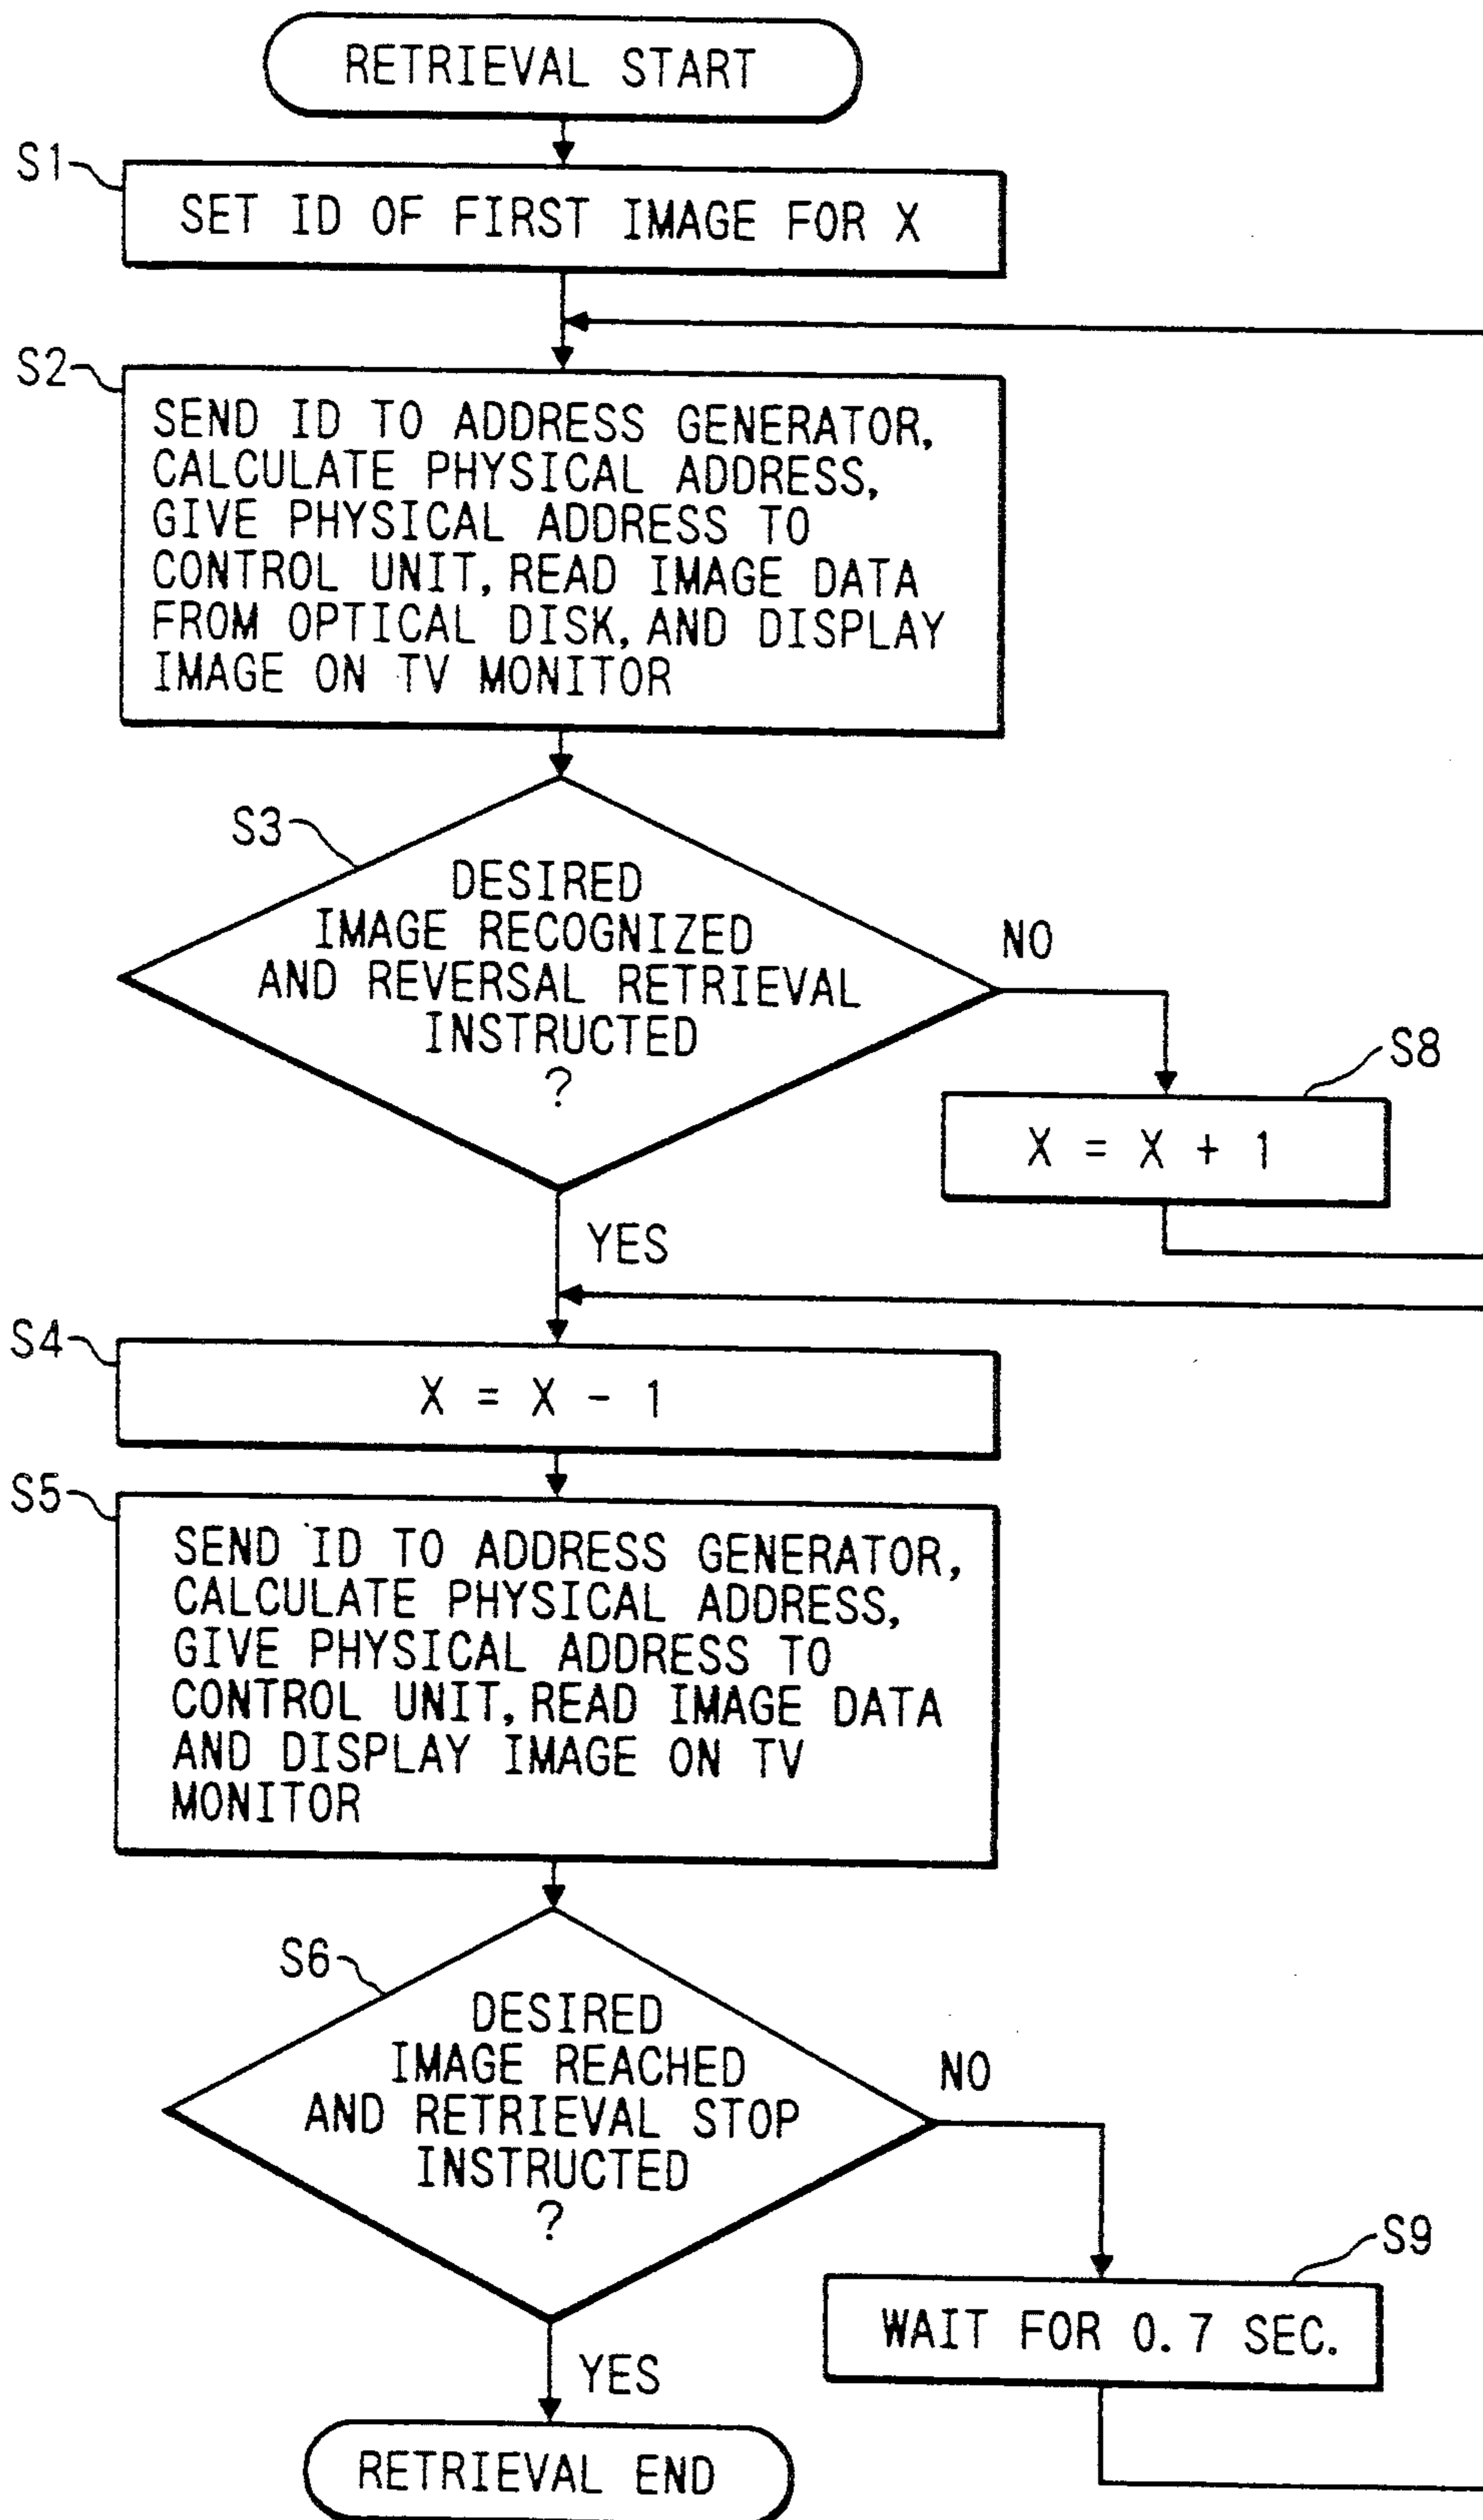 RETRIEVAL START
S1
SET ID OF FIRST IMAGE FOR X
S2
SEND ID TO ADDRESS GENERATOR,
CALCULATE PHYSICAL ADDRESS,
GIVE PHYSICAL ADDRESS TO
CONTROL UNIT, READ IMAGE DATA
FROM OPTICAL DISK, AND DISPLAY
IMAGE ON TV MONITOR
S3
DESIRED
IMAGE RECOGNIZED
AND REVERSAL RETRIEVAL
INSTRUCTED
?
NO
S8
X = X + 1
YES
S4
X = X - 1
S5
SEND ID TO ADDRESS GENERATOR,
CALCULATE PHYSICAL ADDRESS,
GIVE PHYSICAL ADDRESS TO
CONTROL UNIT, READ IMAGE DATA
AND DISPLAY IMAGE ON TV
MONITOR
S6
DESIRED
IMAGE REACHED
AND RETRIEVAL STOP
INSTRUCTED
?
NO
S9
WAIT FOR 0.7 SEC.
YES
RETRIEVAL END